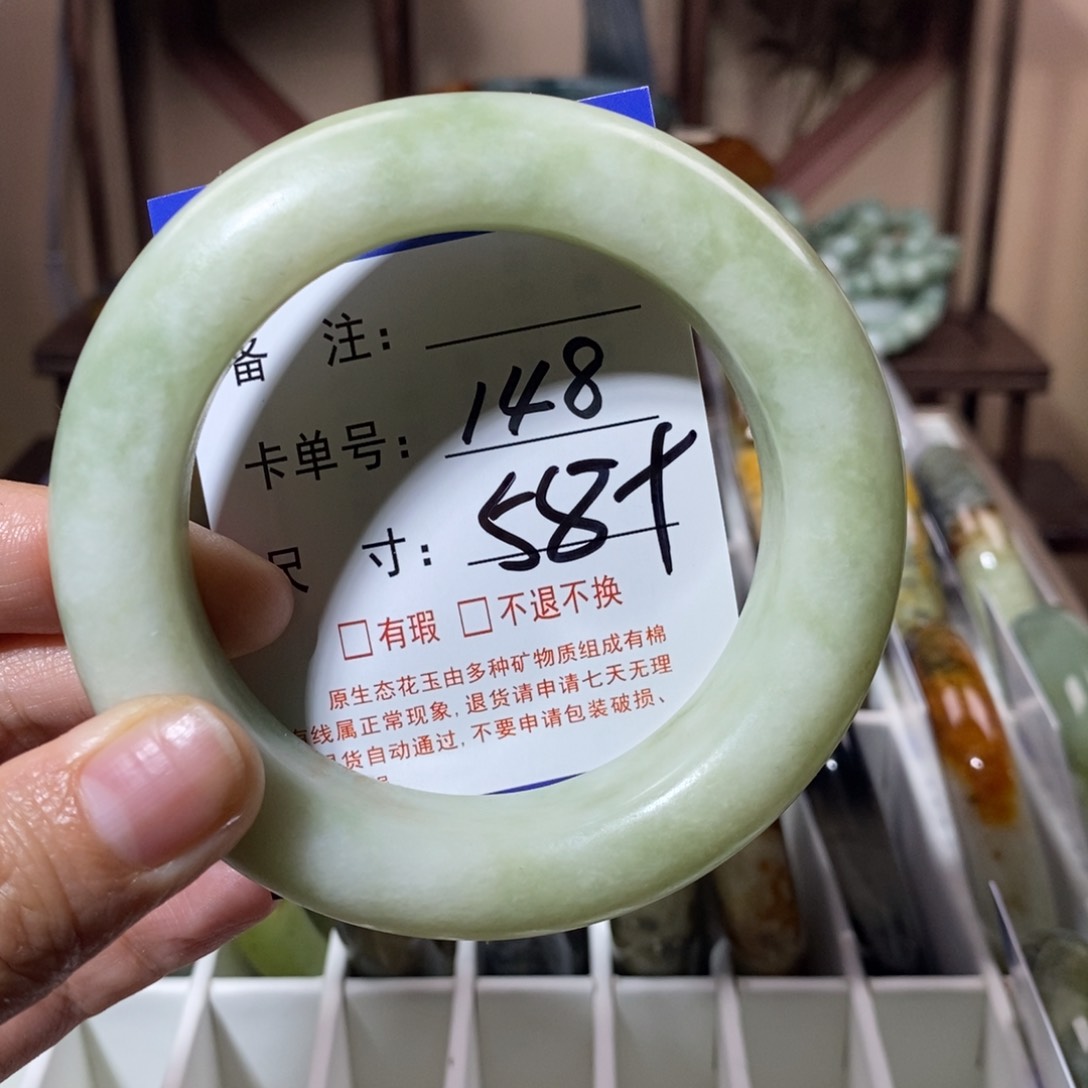 备 注：
卡单号：148
尺 寸：58+
□有瑕 □不退不换
原生态花玉由多种矿物质组成有棉
有线属正常现象，退货请申请七天无理
货自动通过，不要申请包装破损、